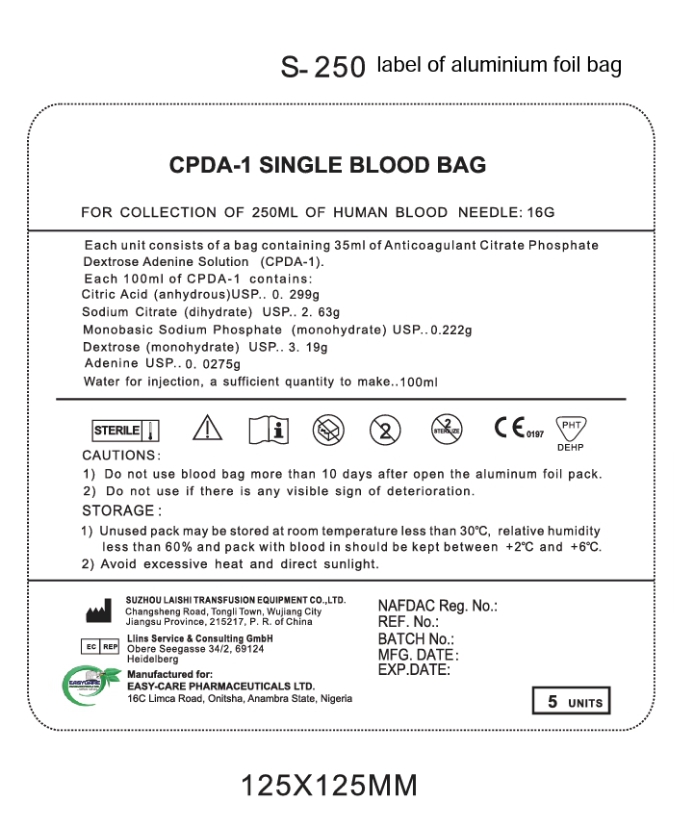 S-250 label of aluminium foil bag
CPDA-1 SINGLE BLOOD BAG
FOR COLLECTION OF 250ML OF HUMAN BLOOD NEEDLE: 16G
Each unit consists of a bag containing 35ml of Anticoagulant Citrate Phosphate
Dextrose Adenine Solution (CPDA-1).
Each 100ml of CPDA-1 contains:
Citric Acid (anhydrous)USP.. 0. 299g
Sodium Citrate (dihydrate) USP.. 2. 63g
Monobasic Sodium Phosphate (monohydrate) USP..0.222g
Dextrose (monohydrate) USP.. 3. 19g
Adenine USP..0. 0275g
Water for injection, a sufficient quantity to make..100ml
STERILE i 2 2 STERILIZE CE 0197 PHT
DEHP
CAUTIONS:
1) Do not use blood bag more than 10 days after open the aluminum foil pack.
2) Do not use if there is any visible sign of deterioration.
STORAGE :
1) Unused pack may be stored at room temperature less than 30℃, relative humidity
less than 60% and pack with blood in should be kept between +2℃ and +6℃.
2) Avoid excessive heat and direct sunlight.
SUZHOU LAISHI TRANSFUSION EQUIPMENT CO.,LTD.
Changsheng Road, Tongli Town, Wujiang City
Jiangsu Province, 215217, P. R. of China
EC REP
Llins Service & Consulting GmbH
Obere Seegasse 34/2, 69124
Heidelberg
EASYCARE
Manufactured for:
EASY-CARE PHARMACEUTICALS LTD.
16C Limca Road, Onitsha, Anambra State, Nigeria
NAFDAC Reg. No.:
REF. No.:
BATCH No.:
MFG. DATE:
EXP.DATE:
5 UNITS
125X125MM